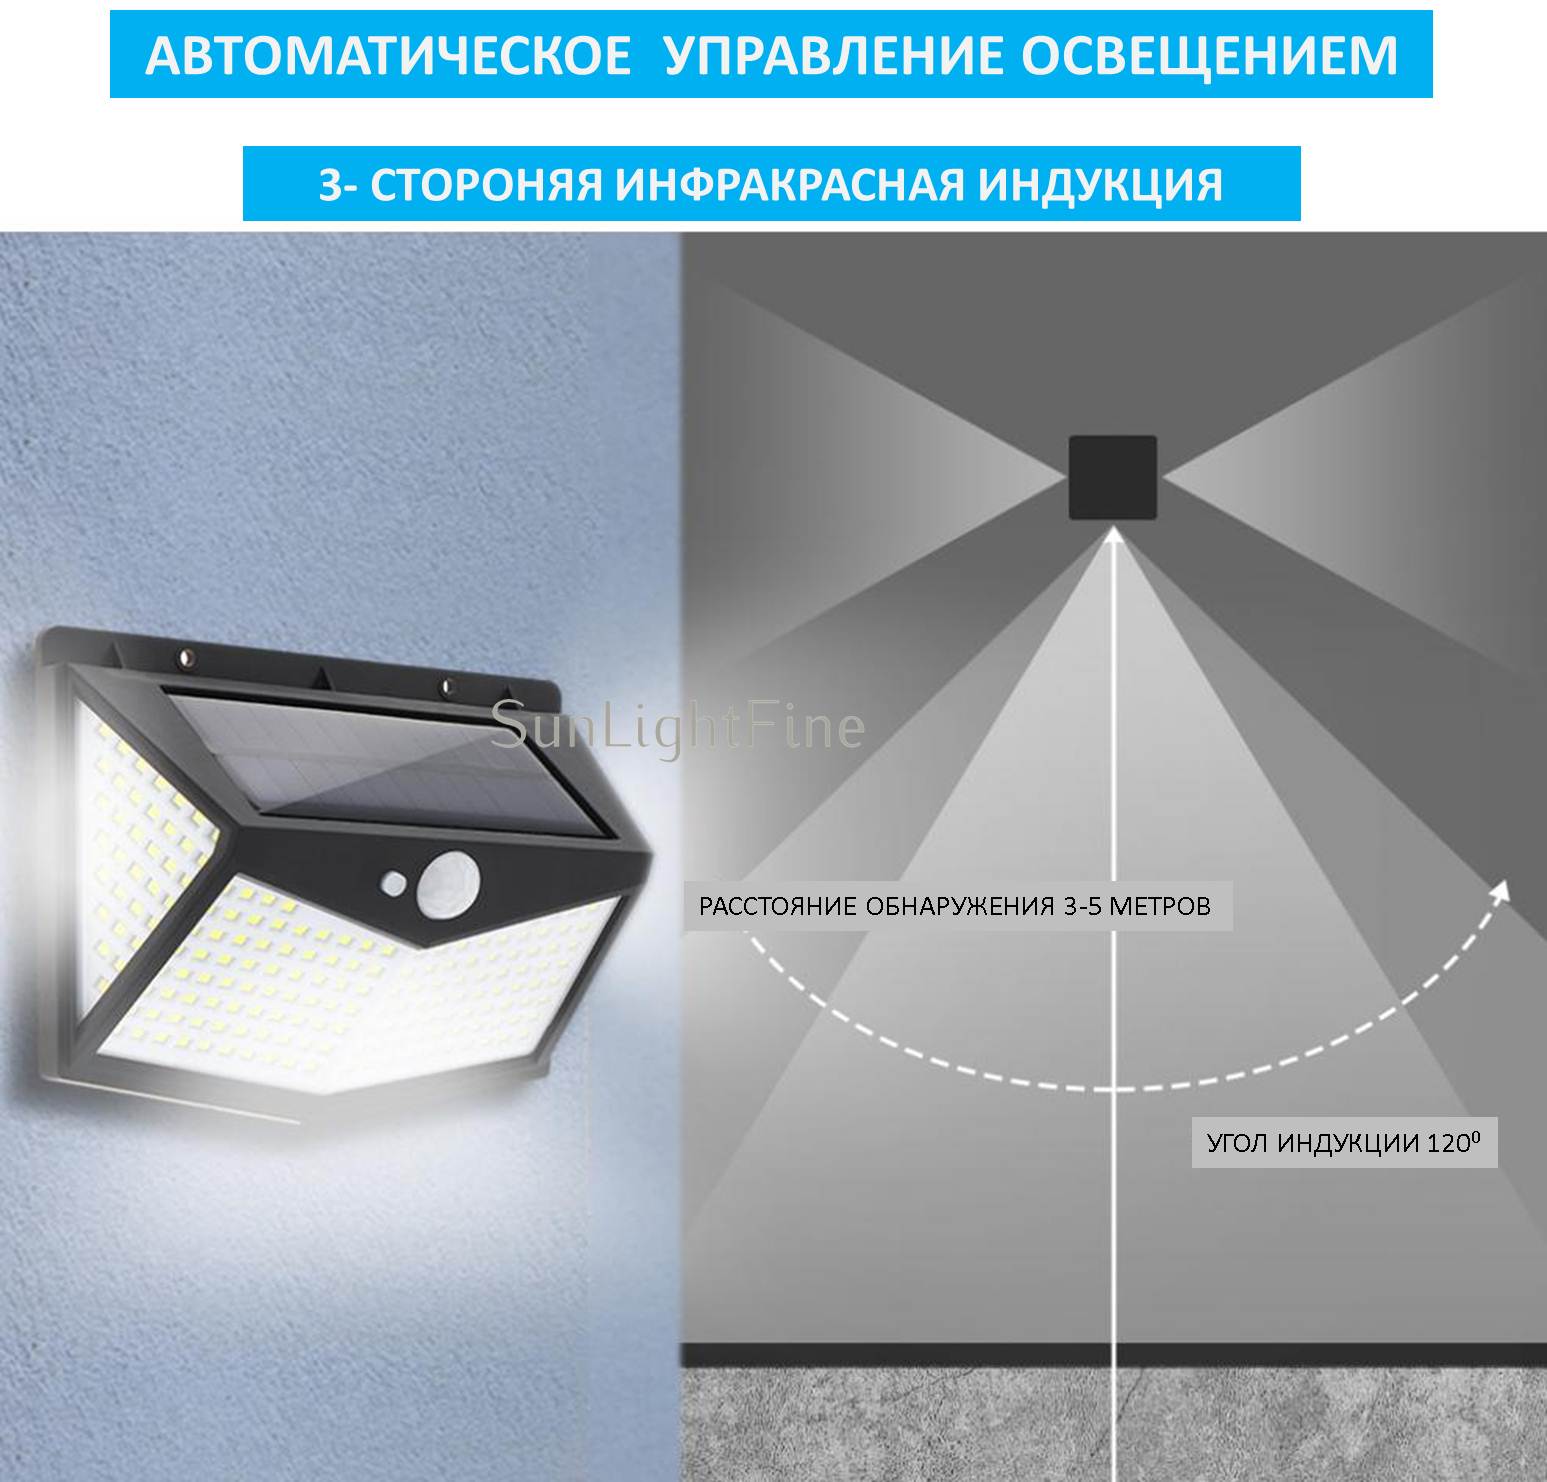 АВТОМАТИЧЕСКОЕ УПРАВЛЕНИЕ ОСВЕЩЕНИЕМ
3- СТОРОНЯЯ ИНФРАКРАСНАЯ ИНДУКЦИЯ
SunLightFine
РАССТОЯНИЕ ОБНАРУЖЕНИЯ 3-5 МЕТРОВ
УГОЛ ИНДУКЦИИ 120⁰